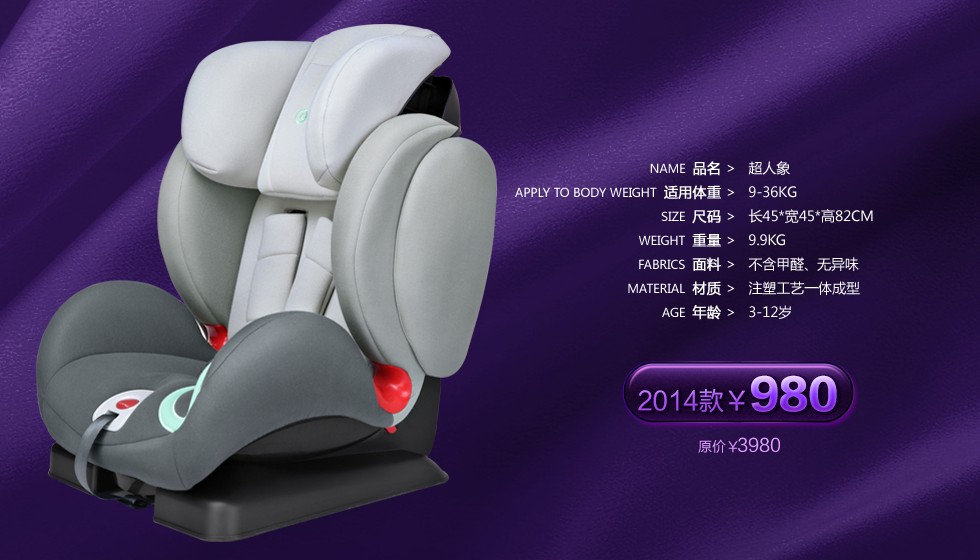 NAME 品名 > 超人象
APPLY TO BODY WEIGHT 适用体重 > 9-36KG
SIZE 尺码 > 长45*宽45*高82CM
WEIGHT 重量 > 9.9KG
FABRICS 面料 > 不含甲醛、无异味
MATERIAL 材质 > 注塑工艺一体成型
AGE 年龄 > 3-12岁
2014款¥980
原价¥3980